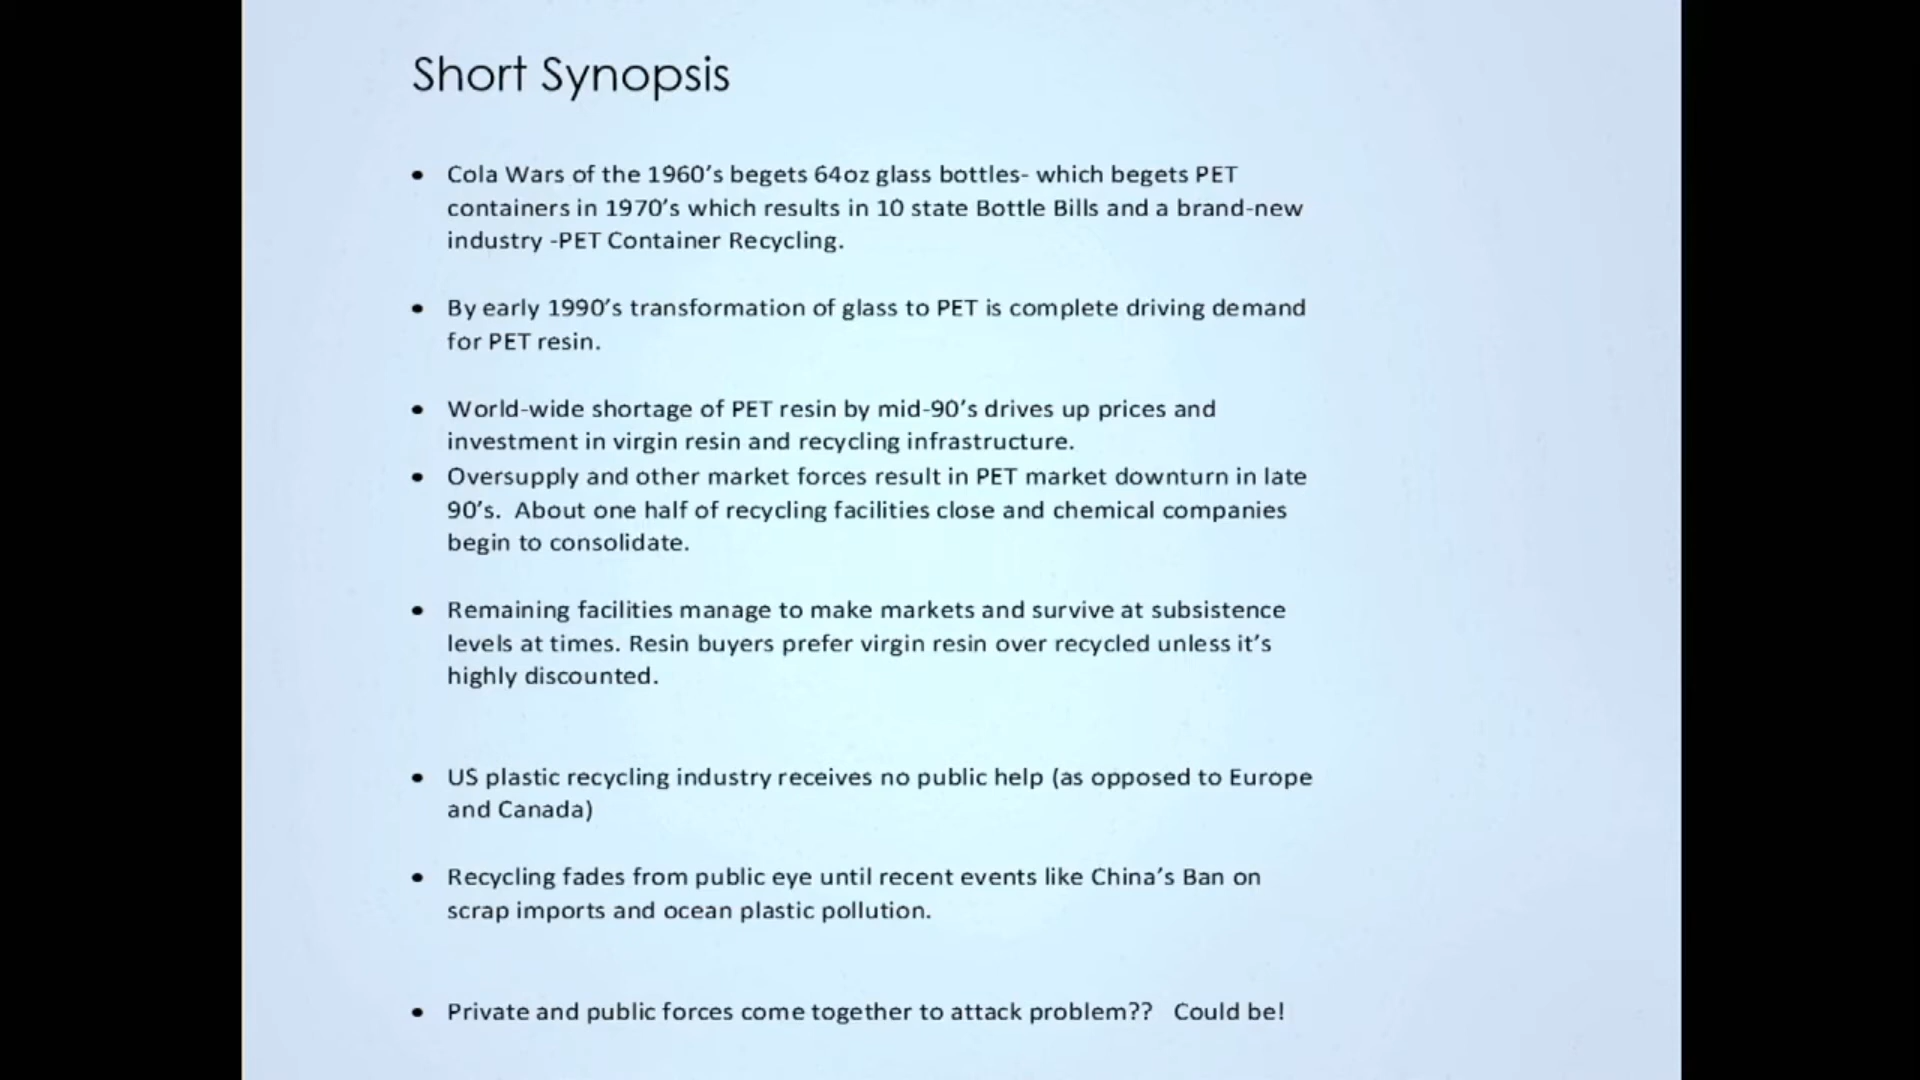 Short Synopsis
• Cola Wars of the 1960's begets 64oz glass bottles- which begets PET
containers in 1970's which results in 10 state Bottle Bills and a brand-new
industry -PET Container Recycling.
• By early 1990's transformation of glass to PET is complete driving demand
for PET resin.
• World-wide shortage of PET resin by mid-90's drives up prices and
investment in virgin resin and recycling infrastructure.
• Oversupply and other market forces result in PET market downturn in late
90's.  About one half of recycling facilities close and chemical companies
begin to consolidate.
• Remaining facilities manage to make markets and survive at subsistence
levels at times. Resin buyers prefer virgin resin over recycled unless it's
highly discounted.
• US plastic recycling industry receives no public help (as opposed to Europe
and Canada)
• Recycling fades from public eye until recent events like China's Ban on
scrap imports and ocean plastic pollution.
• Private and public forces come together to attack problem??   Could be!